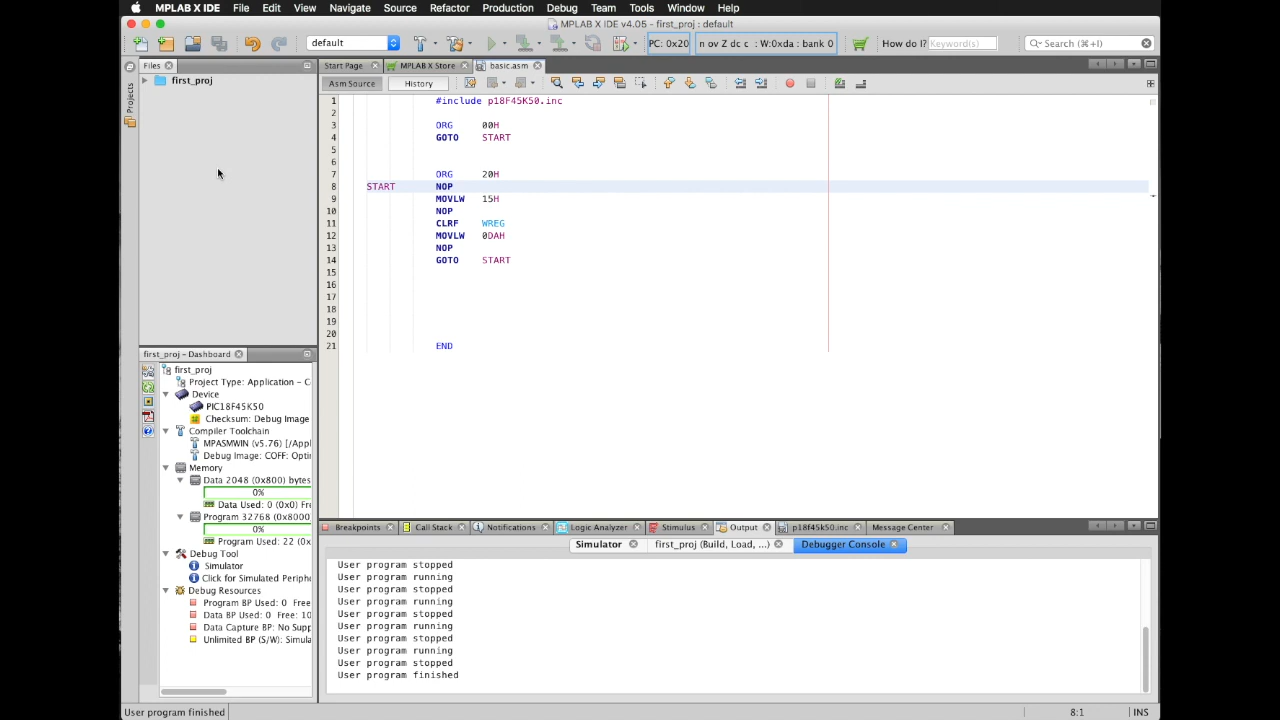 MPLAB X IDE File Edit View Navigate Source Refactor Production Debug Team Tools Window Help
MPLAB X IDE v4.05 - first_proj : default
default PC: 0x20 n ov Z dc c : W:0xda : bank 0 How do I? Keyword(s) Search (⌘+I)
Files
Start Page MPLAB X Store basic.asm
first_proj
Asm Source History
Projects
1 #include p18F45K50.inc
2
3 ORG 00H
4 GOTO START
5
6
7 ORG 20H
8 START NOP
9 MOVLW 15H
10 NOP
11 CLRF WREG
12 MOVLW 0DAH
13 NOP
14 GOTO START
15
16
17
18
19
20
21 END
first_proj - Dashboard
first_proj
Project Type: Application - C
Device
PIC18F45K50
Checksum: Debug Image
Compiler Toolchain
MPASMWIN (v5.76) [/Appl
Debug Image: COFF: Opti
Memory
Data 2048 (0x800) bytes
0%
Data Used: 0 (0x0) Fre
Program 32768 (0x8000)
0%
Program Used: 22 (0x
Debug Tool
Simulator
Click for Simulated Periph
Debug Resources
Program BP Used: 0 Free:
Data BP Used: 0 Free: 10
Data Capture BP: No Supp
Unlimited BP (S/W): Simula
Breakpoints Call Stack Notifications Logic Analyzer Stimulus Output p18f45k50.inc Message Center
Simulator first_proj (Build, Load, ...) Debugger Console
User program stopped
User program running
User program stopped
User program running
User program stopped
User program running
User program stopped
User program running
User program stopped
User program finished
User program finished 8:1 INS